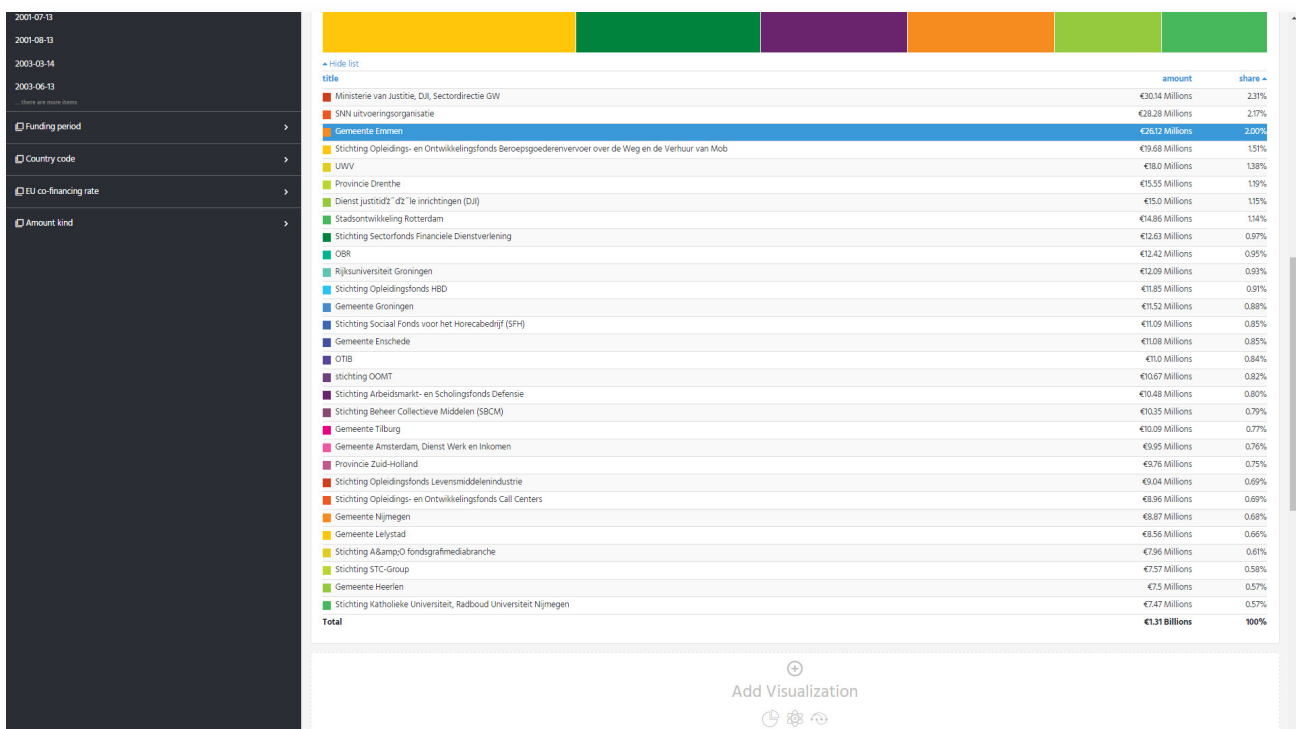 2001-07-13
2001-08-13
2003-03-14
2003-06-13
... there are more items
Funding period
Country code
EU co-financing rate
Amount kind
Hide list
title amount share
Ministerie van Justitie, DJI, Sectordirectie GW €30.14 Millions 2.31%
SNN uitvoeringsorganisatie €28.28 Millions 2.17%
Gemeente Emmen €26.12 Millions 2.00%
Stichting Opleidings- en Ontwikkelingsfonds Beroepsgoederenvervoer over de Weg en de Verhuur van Mob €19.68 Millions 1.51%
UWV €18.0 Millions 1.38%
Provincie Drenthe €15.55 Millions 1.19%
Dienst justitiďż˝ďż˝le inrichtingen (DJI) €15.0 Millions 1.15%
Stadsontwikkeling Rotterdam €14.86 Millions 1.14%
Stichting Sectorfonds Financiele Dienstverlening €12.63 Millions 0.97%
OBR €12.42 Millions 0.95%
Rijksuniversiteit Groningen €12.09 Millions 0.93%
Stichting Opleidingsfonds HBD €11.85 Millions 0.91%
Gemeente Groningen €11.52 Millions 0.88%
Stichting Sociaal Fonds voor het Horecabedrijf (SFH) €11.09 Millions 0.85%
Gemeente Enschede €11.08 Millions 0.85%
OTIB €11.0 Millions 0.84%
stichting OOMT €10.67 Millions 0.82%
Stichting Arbeidsmarkt- en Scholingsfonds Defensie €10.48 Millions 0.80%
Stichting Beheer Collectieve Middelen (SBCM) €10.35 Millions 0.79%
Gemeente Tilburg €10.09 Millions 0.77%
Gemeente Amsterdam, Dienst Werk en Inkomen €9.95 Millions 0.76%
Provincie Zuid-Holland €9.76 Millions 0.75%
Stichting Opleidingsfonds Levensmiddelenindustrie €9.04 Millions 0.69%
Stichting Opleidings- en Ontwikkelingsfonds Call Centers €8.96 Millions 0.69%
Gemeente Nijmegen €8.87 Millions 0.68%
Gemeente Lelystad €8.56 Millions 0.66%
Stichting A&amp;O fondsgrafimediabranche €7.96 Millions 0.61%
Stichting STC-Group €7.57 Millions 0.58%
Gemeente Heerlen €7.5 Millions 0.57%
Stichting Katholieke Universiteit, Radboud Universiteit Nijmegen €7.47 Millions 0.57%
Total €1.31 Billions 100%
Add Visualization